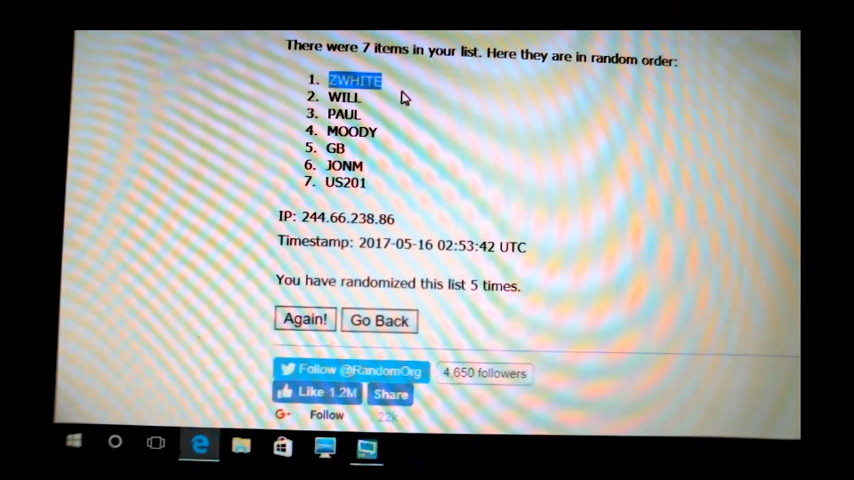 There were 7 items in your list. Here they are in random order:
1. ZWHITE
2. WILL
3. PAUL
4. MOODY
5. GB
6. JONM
7. US201
IP: 244.66.238.86
Timestamp: 2017-05-16 02:53:42 UTC
You have randomized this list 5 times.
Again! Go Back
Follow @RandomOrg 4,650 followers
Like 1.2M Share
G+ Follow 22k